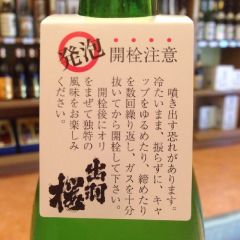 発泡
開栓注意
噴き出す恐れがあります。
冷たいまま、振らずに、キャ
ップをゆるめたり、締めたり
を数回繰り返し、ガスを十分
抜いてから開栓して下さい。
開栓後にオリ
をまぜて独特の
風味をお楽しみ
ください。
出羽桜